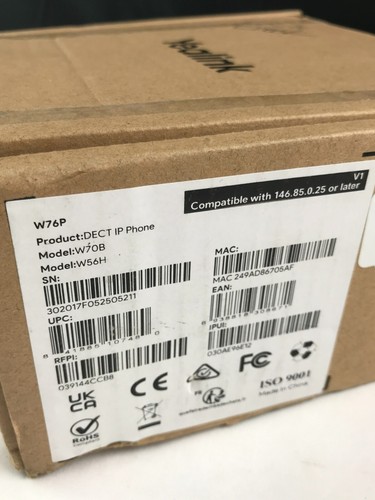 Yealink
V1
Compatible with 146.85.0.25 or later
W76P
Product:DECT IP Phone
Model:W70B
Model:W56H
SN:
302017F052505211
UPC:
RFPI:
039144CCB8
MAC:
MAC 249AD86705AF
EAN:
IPUI:
030AE96E12
UK
CA
CE
FC
ISO 9001
Made in China.
RoHS